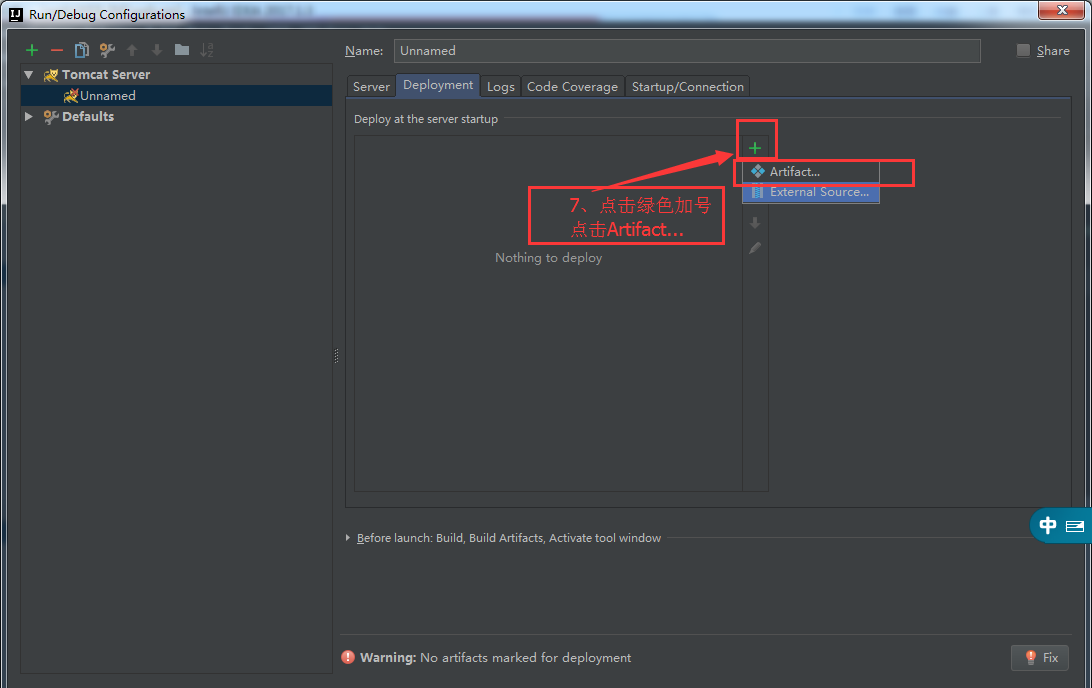 Run/Debug Configurations
Name:
Unnamed
Share
Tomcat Server
Unnamed
Defaults
Server
Deployment
Logs
Code Coverage
Startup/Connection
Deploy at the server startup
Artifact...
External Source...
7、点击绿色加号
点击Artifact...
Nothing to deploy
中
Before launch: Build, Build Artifacts, Activate tool window
Warning: No artifacts marked for deployment
Fix